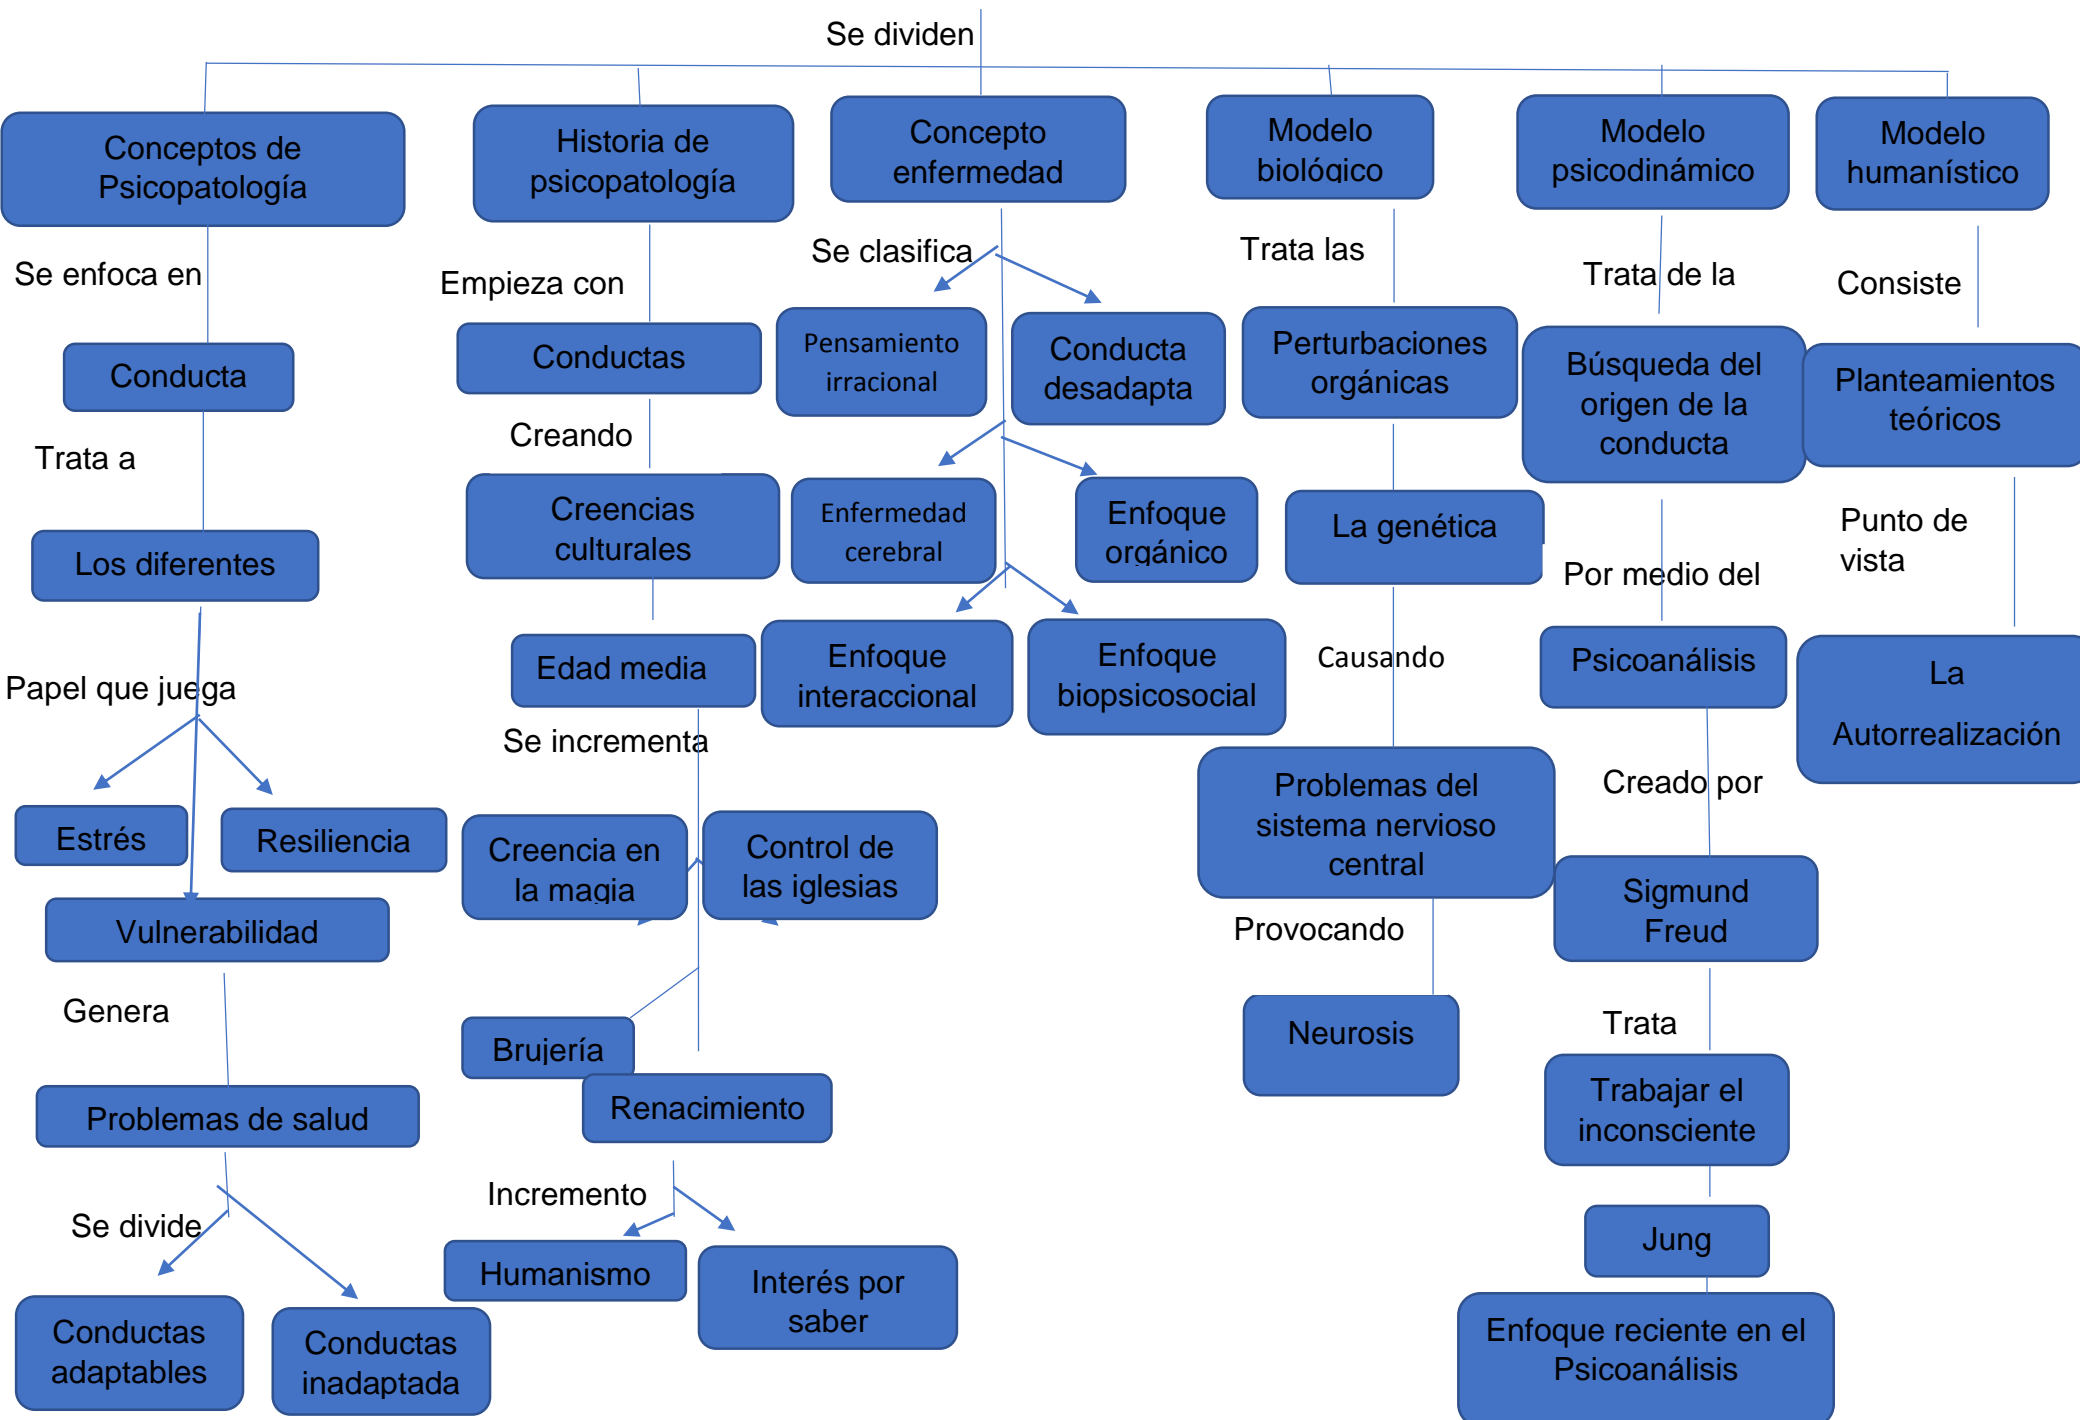 Se dividen
Conceptos de
Psicopatología
Se enfoca en
Conducta
Trata a
Los diferentes
Papel que juega
Estrés
Resiliencia
Vulnerabilidad
Genera
Problemas de salud
Se divide
Conductas
adaptables
Conductas
inadaptada
Historia de
psicopatología
Empieza con
Conductas
Creando
Creencias
culturales
Edad media
Se incrementa
Creencia en
la magia
Control de
las iglesias
Brujería
Renacimiento
Incremento
Humanismo
Interés por
saber
Concepto
enfermedad
Se clasifica
Pensamiento
irracional
Conducta
desadapta
Enfermedad
cerebral
Enfoque
orgánico
Enfoque
interaccional
Enfoque
biopsicosocial
Modelo
biológico
Trata las
Perturbaciones
orgánicas
La genética
Causando
Problemas del
sistema nervioso
central
Provocando
Neurosis
Modelo
psicodinámico
Trata de la
Búsqueda del
origen de la
conducta
Por medio del
Psicoanálisis
Creado por
Sigmund
Freud
Trata
Trabajar el
inconsciente
Jung
Enfoque reciente en el
Psicoanálisis
Modelo
humanístico
Consiste
Planteamientos
teóricos
Punto de
vista
La
Autorrealización